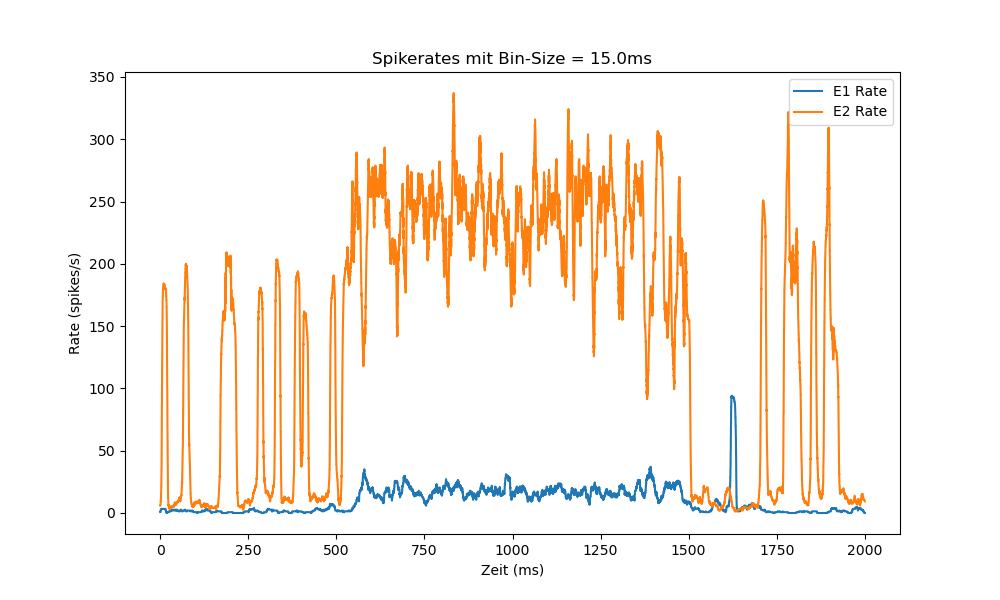 Spikerates mit Bin-Size = 15.0ms
E1 Rate
E2 Rate
350
300
250
200
150
100
50
0
Rate (spikes/s)
0 250 500 750 1000 1250 1500 1750 2000
Zeit (ms)